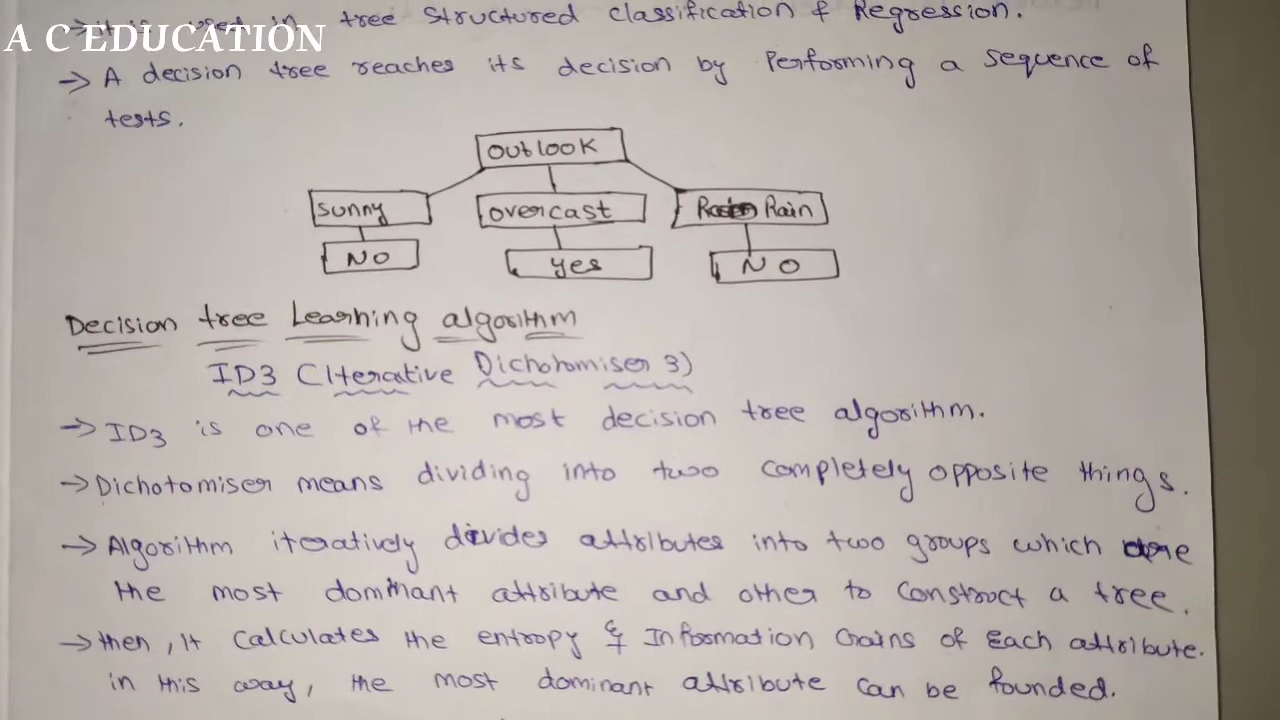 → It is used in tree structured classification & Regression.
A C EDUCATION
→ A decision tree reaches its decision by Performing a sequence of
tests.
Outlook
Sunny overcast Rain
NO yes NO
Decision tree Learning algorithm
ID3 (Iterative Dichotomiser 3)
→ ID3 is one of the most decision tree algorithm.
→ Dichotomiser means dividing into two completely opposite things.
→ Algorithm iteratively divides attributes into two groups which are
the most dominant attribute and other to construct a tree.
→ then, it calculates the entropy & Information Gains of each attribute.
in this way, the most dominant attribute can be founded.